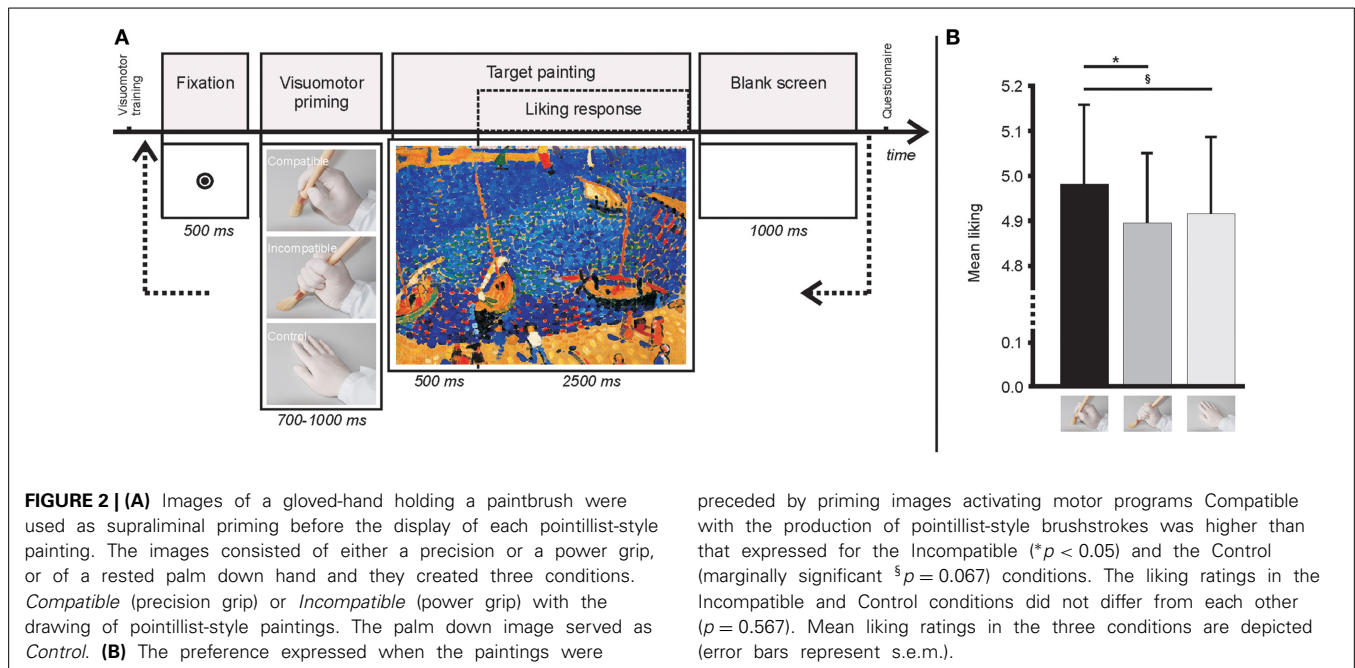 A
Visuomotor
training
Fixation
Visuomotor
priming
Target painting
Liking response
Blank screen
Questionnaire
time
Compatible
Incompatible
Control
500 ms
700-1000 ms
500 ms
2500 ms
1000 ms
B
*
§
5.2
5.1
5.0
4.9
4.8
0.1
0.0
Mean liking
FIGURE 2 | (A) Images of a gloved-hand holding a paintbrush were
used as supraliminal priming before the display of each pointillist-style
painting. The images consisted of either a precision or a power grip,
or of a rested palm down hand and they created three conditions.
Compatible (precision grip) or Incompatible (power grip) with the
drawing of pointillist-style paintings. The palm down image served as
Control. (B) The preference expressed when the paintings were
preceded by priming images activating motor programs Compatible
with the production of pointillist-style brushstrokes was higher than
that expressed for the Incompatible (*p < 0.05) and the Control
(marginally significant §p = 0.067) conditions. The liking ratings in the
Incompatible and Control conditions did not differ from each other
(p = 0.567). Mean liking ratings in the three conditions are depicted
(error bars represent s.e.m.).